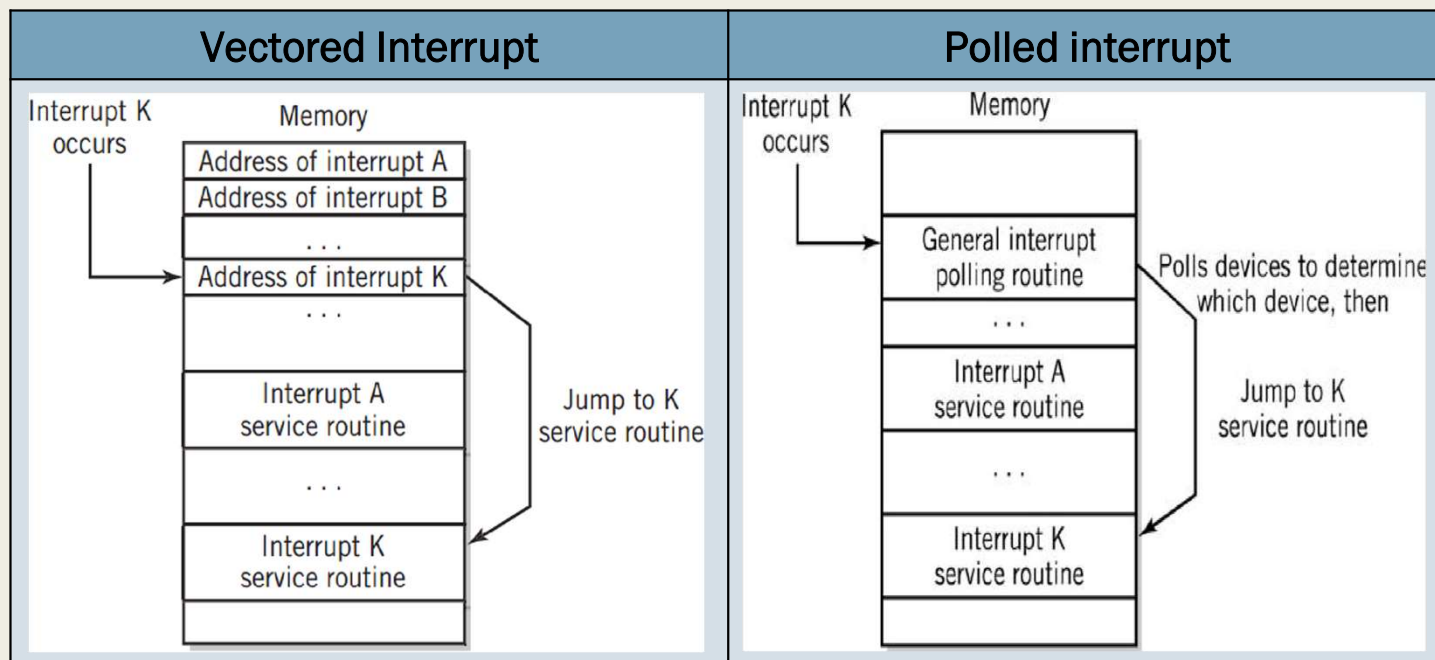 Vectored Interrupt
Interrupt K
occurs
Memory
Address of interrupt A
Address of interrupt B
. . .
Address of interrupt K
. . .
Interrupt A
service routine
. . .
Interrupt K
service routine
Jump to K
service routine
Polled interrupt
Interrupt K
occurs
Memory
General interrupt
polling routine
. . .
Interrupt A
service routine
. . .
Interrupt K
service routine
Polls devices to determine
which device, then
Jump to K
service routine